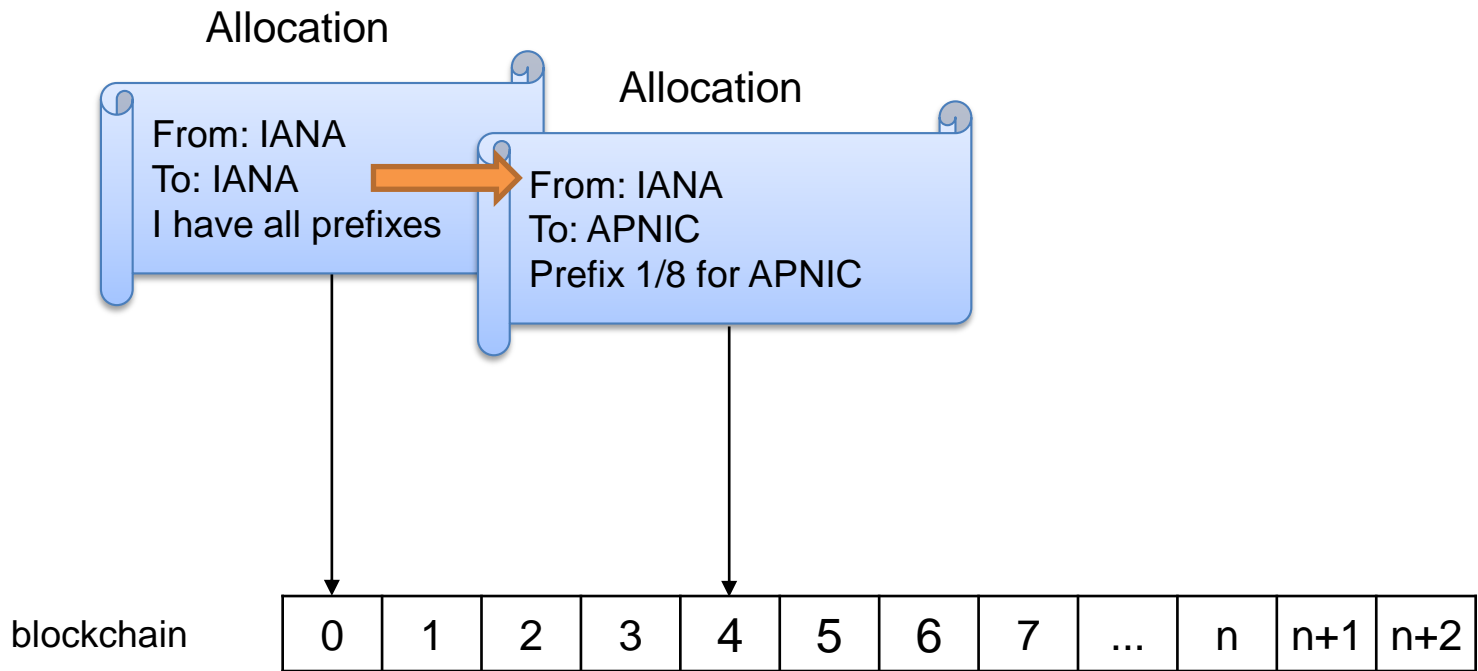 Allocation
From: IANA
To: IANA
I have all prefixes
Allocation
From: IANA
To: APNIC
Prefix 1/8 for APNIC
blockchain 0 1 2 3 4 5 6 7 ... n n+1 n+2